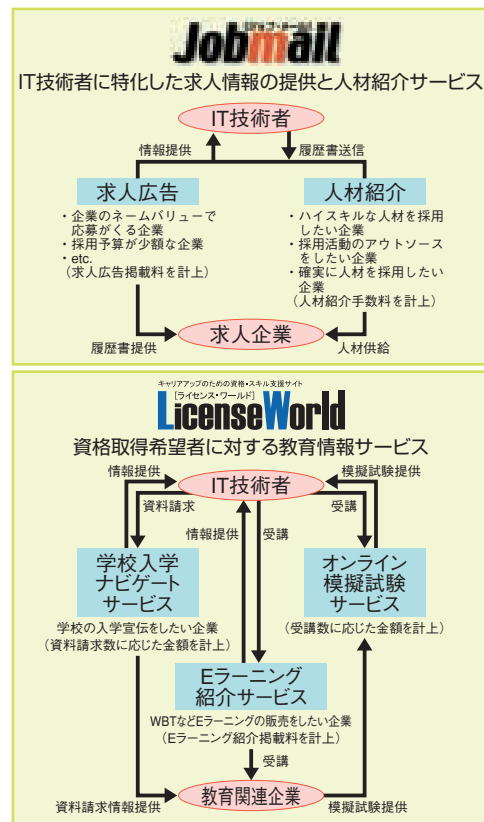 Jobmail
IT技術者に特化した求人情報の提供と人材紹介サービス
IT技術者
情報提供
履歴書送信
求人広告
・企業のネームバリューで
応募がくる企業
・採用予算が少額な企業
・etc.
（求人広告掲載料を計上）
人材紹介
・ハイスキルな人材を採用
したい企業
・採用活動のアウトソース
をしたい企業
・確実に人材を採用したい
企業
（人材紹介手数料を計上）
求人企業
履歴書提供
人材供給
キャリアアップのための資格・スキル支援サイト
［ライセンス・ワールド］
LicenseWorld
資格取得希望者に対する教育情報サービス
情報提供
模擬試験提供
IT技術者
資料請求
情報提供
受講
受講
学校入学
ナビゲート
サービス
学校の入学宣伝をしたい企業
（資料請求数に応じた金額を計上）
オンライン
模擬試験
サービス
（受講数に応じた金額を計上）
Eラーニング
紹介サービス
WBTなどEラーニングの販売をしたい企業
（Eラーニング紹介掲載料を計上）
受講
教育関連企業
資料請求情報提供
模擬試験提供